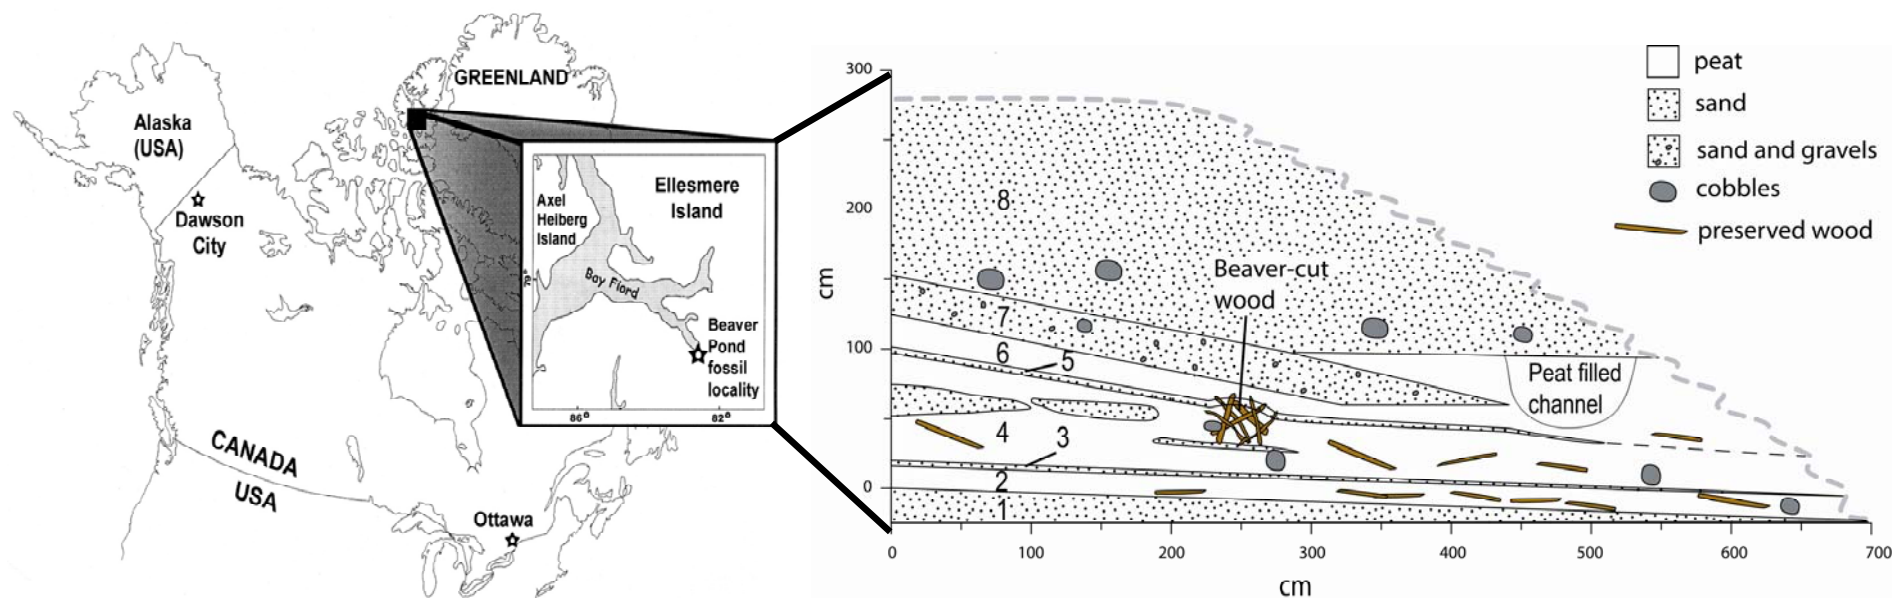 GREENLAND
Alaska
(USA)
Dawson
City
CANADA
USA
Ottawa
Axel
Heiberg
Island
Ellesmere
Island
Bay Fiord
79°
Beaver
Pond
fossil
locality
86°
82°
300
200
100
0
cm
8
7
6
5
4
3
2
1
Beaver-cut
wood
Peat filled
channel
0
100
200
300
400
500
600
700
cm
peat
sand
sand and gravels
cobbles
preserved wood